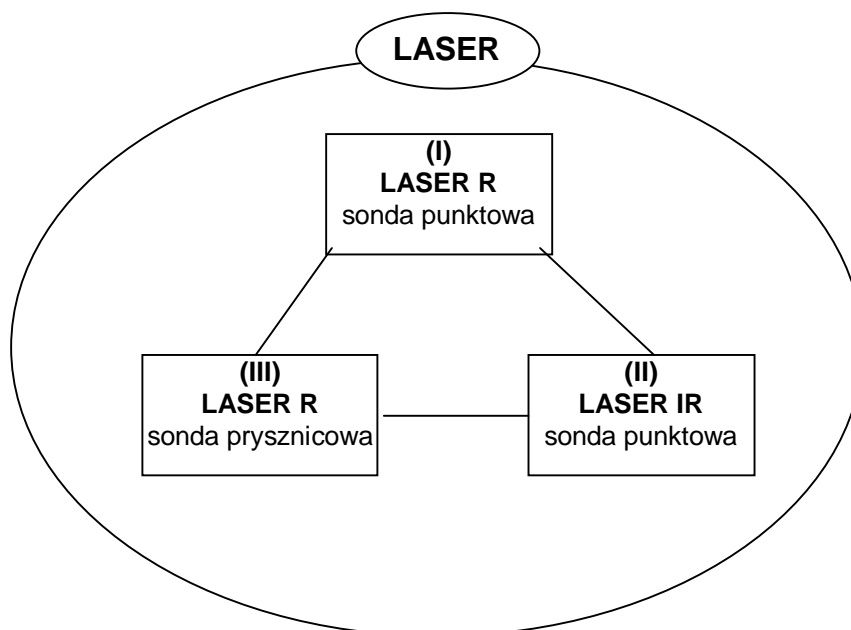 LASER
(I)
LASER R
sonda punktowa
(III)
LASER R
sonda prysznicowa
(II)
LASER IR
sonda punktowa